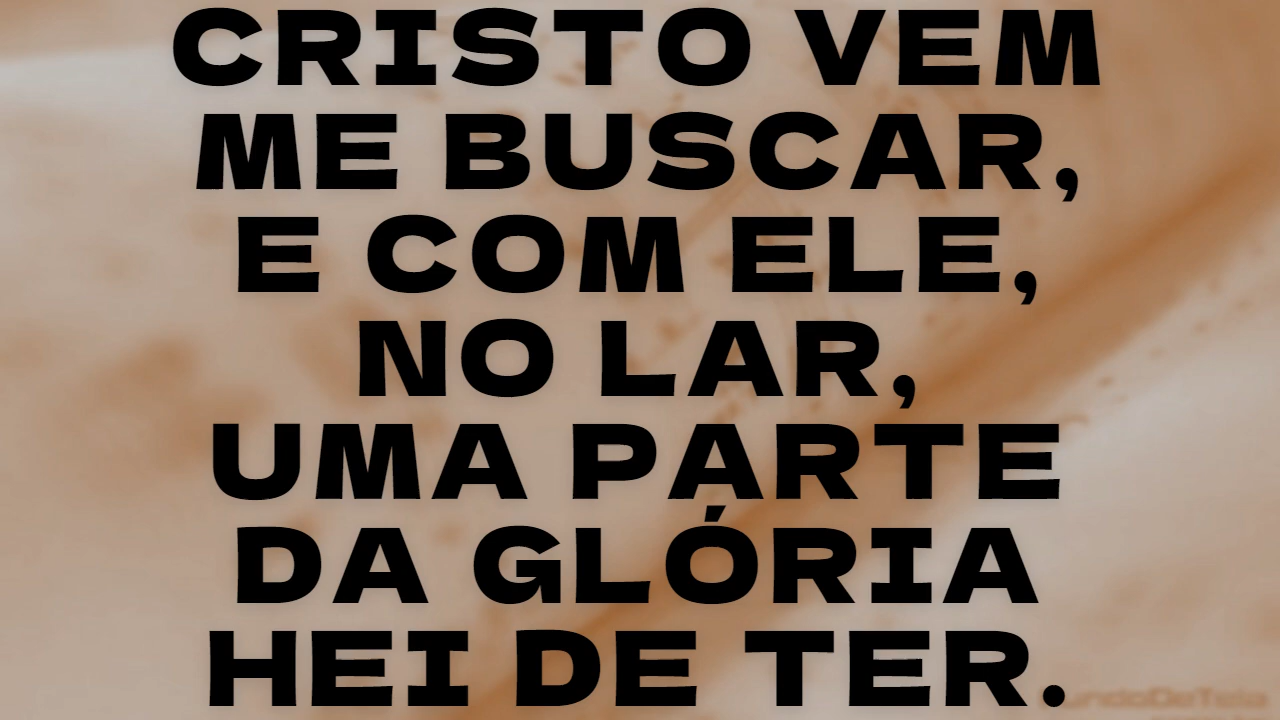 CRISTO VEM
ME BUSCAR,
E COM ELE,
NO LAR,
UMA PARTE
DA GLÓRIA
HEI DE TER.